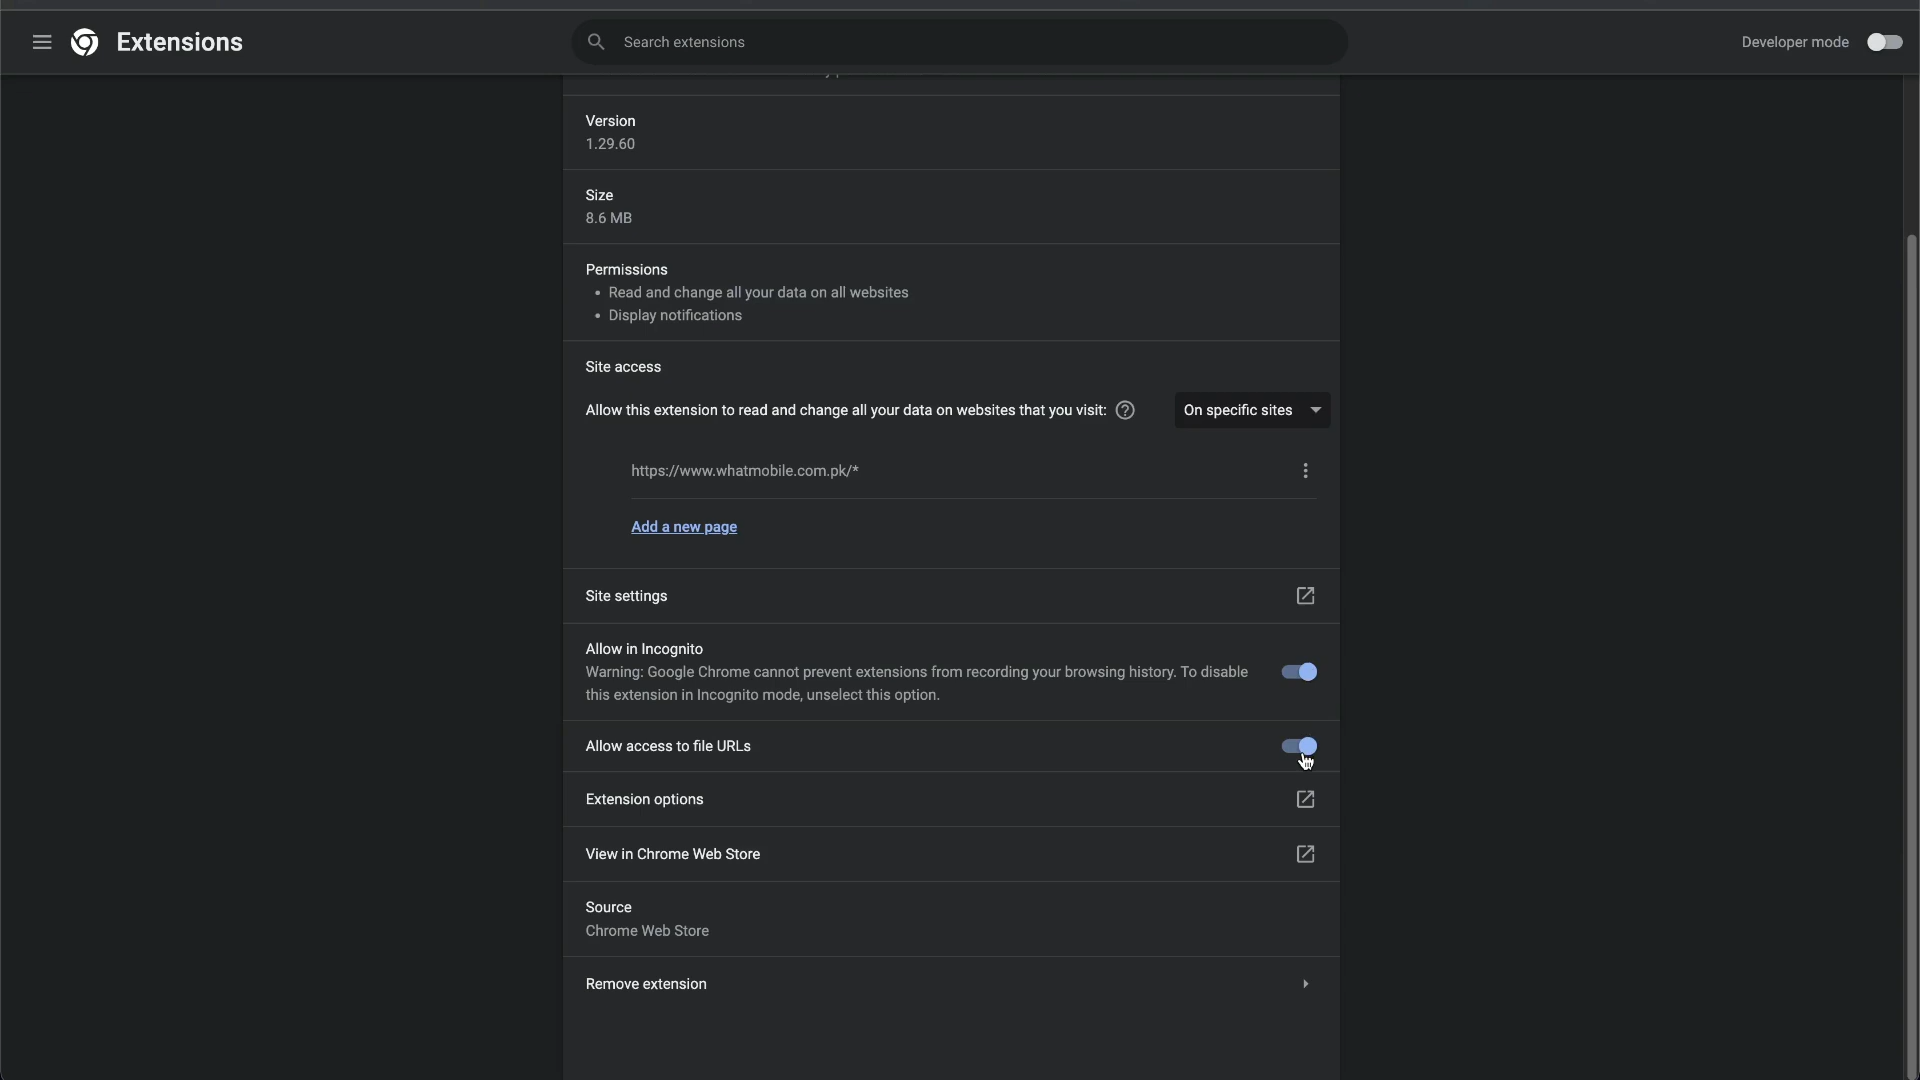 Extensions
Search extensions
Developer mode
Version
1.29.60
Size
8.6 MB
Permissions
• Read and change all your data on all websites
• Display notifications
Site access
Allow this extension to read and change all your data on websites that you visit:
On specific sites
https://www.whatmobile.com.pk/*
Add a new page
Site settings
Allow in Incognito
Warning: Google Chrome cannot prevent extensions from recording your browsing history. To disable
this extension in Incognito mode, unselect this option.
Allow access to file URLs
Extension options
View in Chrome Web Store
Source
Chrome Web Store
Remove extension